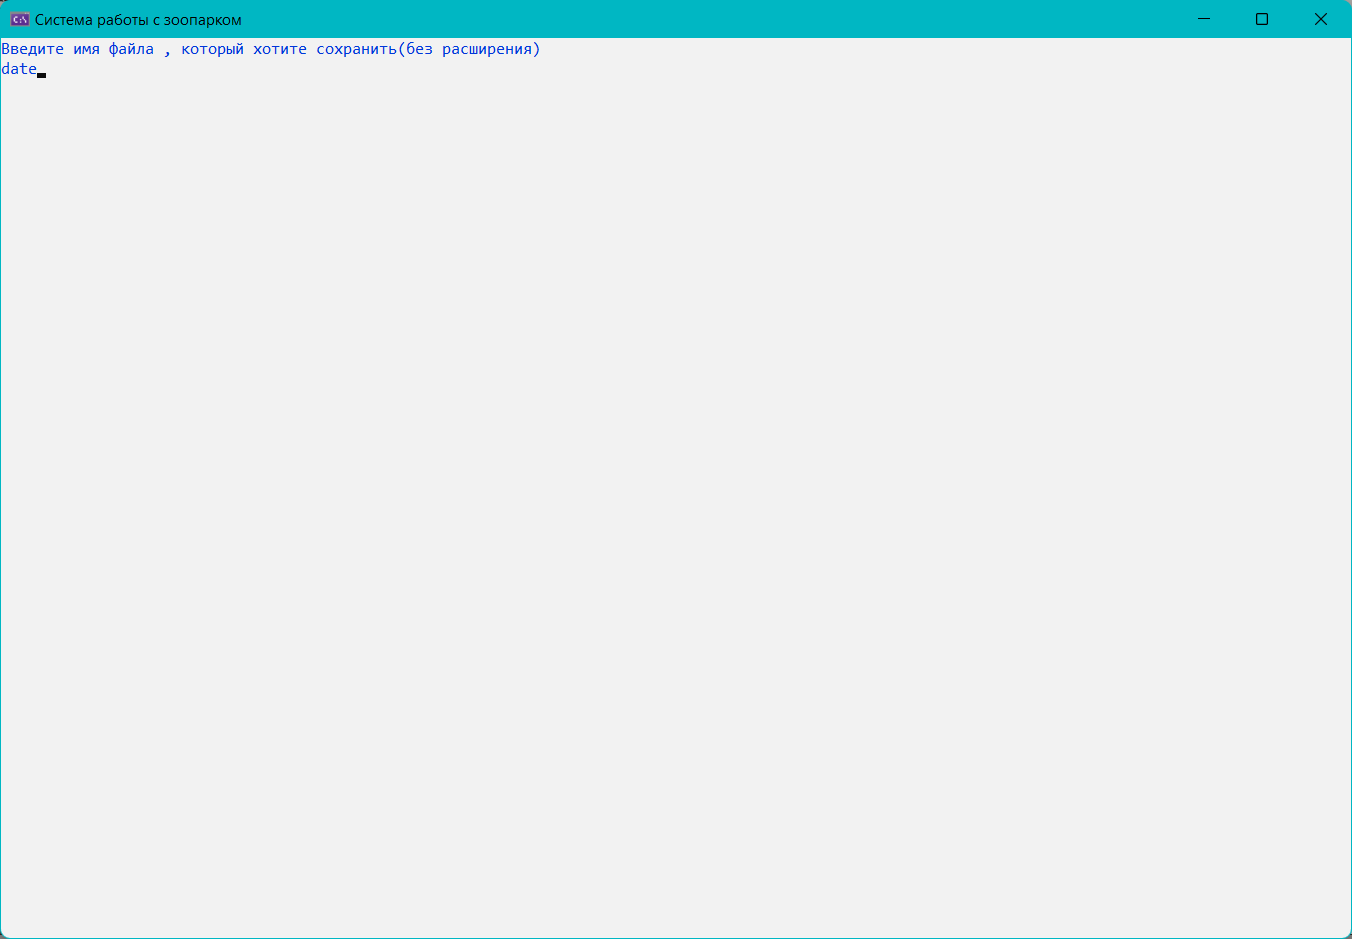 Система работы с зоопарком
Введите имя файла , который хотите сохранить(без расширения)
date